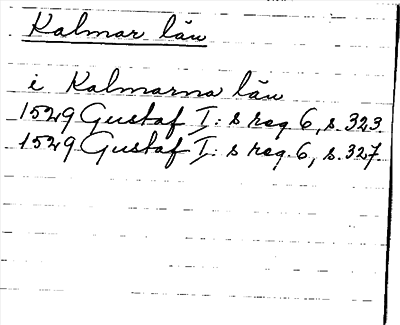 Kalmar län
i Kalmarna län
1529 Gustaf I: s reg. 6, s. 323.
1529 Gustaf I: s reg. 6, s. 327.